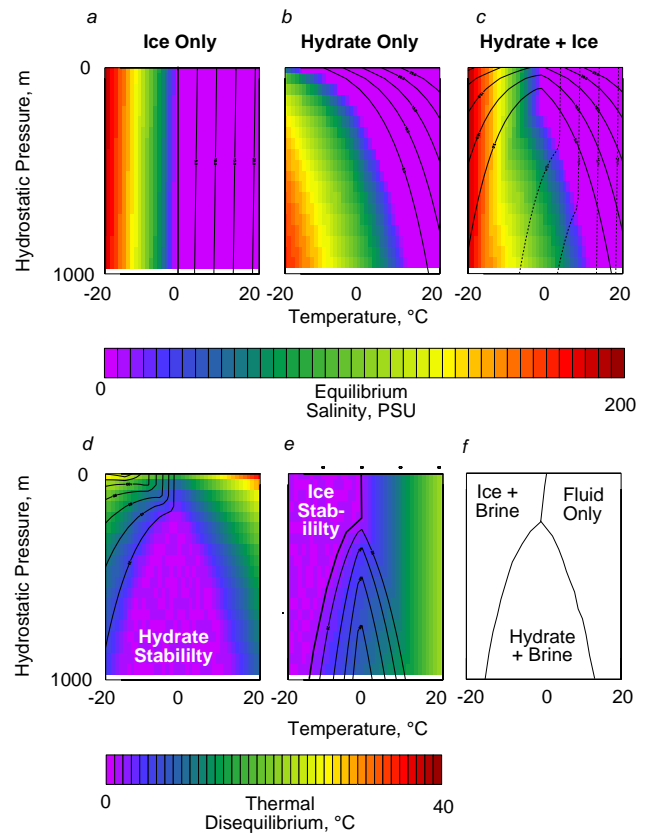 a
b
c
Ice Only
Hydrate Only
Hydrate + Ice
Hydrostatic Pressure, m
0
1000
-20
0
20
-20
0
20
-20
0
20
Temperature, °C
0
Equilibrium
Salinity, PSU
200
d
e
f
Hydrostatic Pressure, m
0
1000
Hydrate
Stabililty
Ice
Stab-
ililty
Ice +
Brine
Fluid
Only
Hydrate
+ Brine
-20
0
20
-20
0
20
-20
0
20
Temperature, °C
0
Thermal
Disequilibrium, °C
40